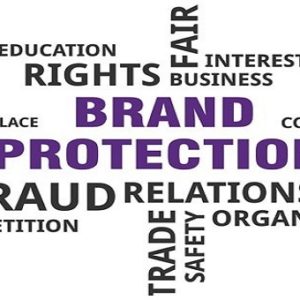 EDUCATION
FAIR
INTEREST
RIGHTS
BUSINESS
BRAND
LACE
CO
PROTECTION
RAUD
RELATIONS
ETITION
TRADE
SAFETY
ORGAN